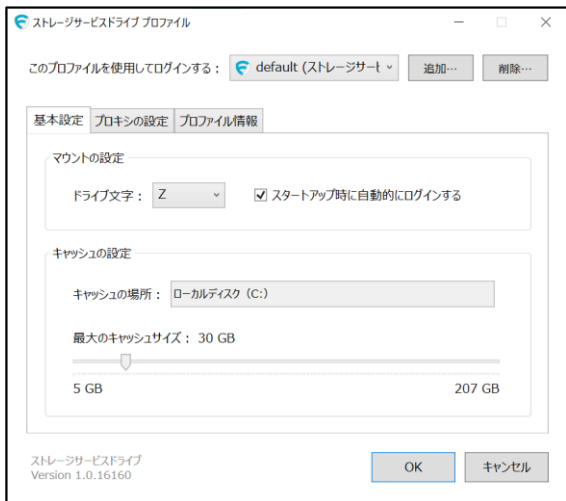 ストレージサービスドライブ プロファイル
このプロファイルを使用してログインする： default (ストレージサート 追加… 削除…
基本設定 プロキシの設定 プロファイル情報
マウントの設定
ドライブ文字： Z スタートアップ時に自動的にログインする
キャッシュの設定
キャッシュの場所： ローカルディスク (C:)
最大のキャッシュサイズ： 30 GB
5 GB 207 GB
ストレージサービスドライブ
Version 1.0.16160
OK キャンセル